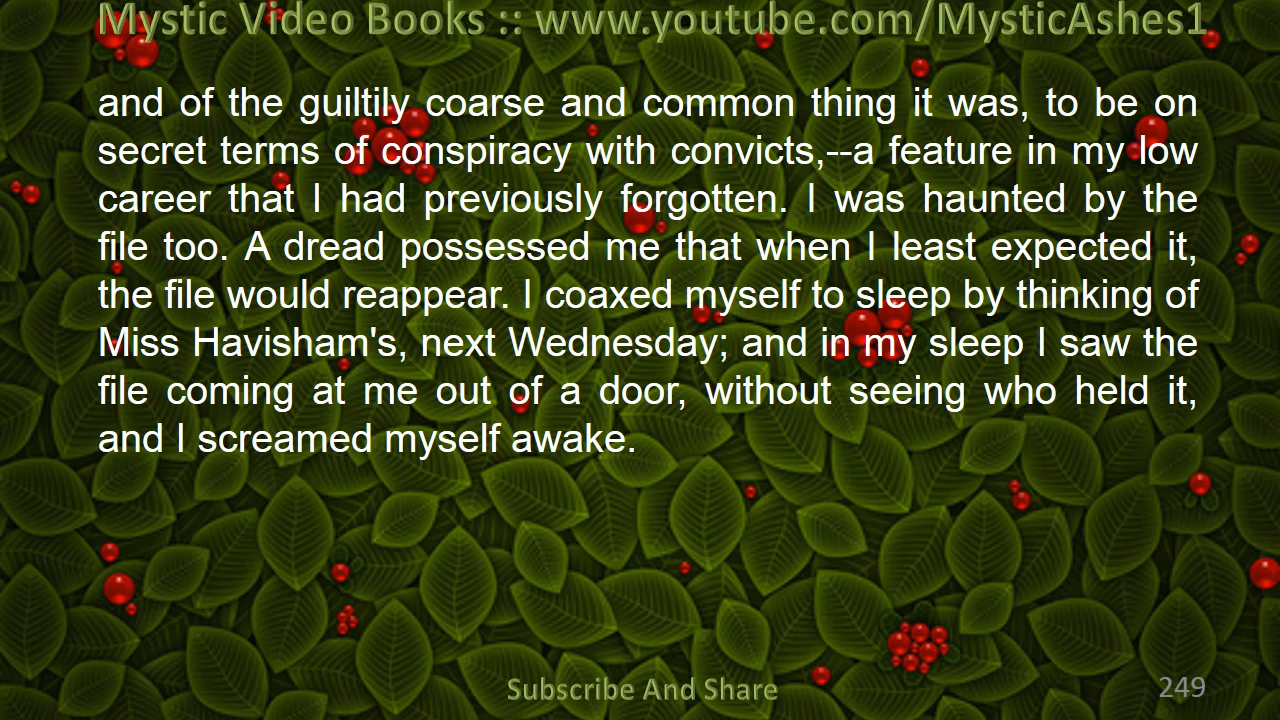 Mystic Video Books :: www.youtube.com/MysticAshes1
and of the guiltily coarse and common thing it was, to be on
secret terms of conspiracy with convicts,--a feature in my low
career that I had previously forgotten. I was haunted by the
file too. A dread possessed me that when I least expected it,
the file would reappear. I coaxed myself to sleep by thinking of
Miss Havisham's, next Wednesday; and in my sleep I saw the
file coming at me out of a door, without seeing who held it,
and I screamed myself awake.
Subscribe And Share
249